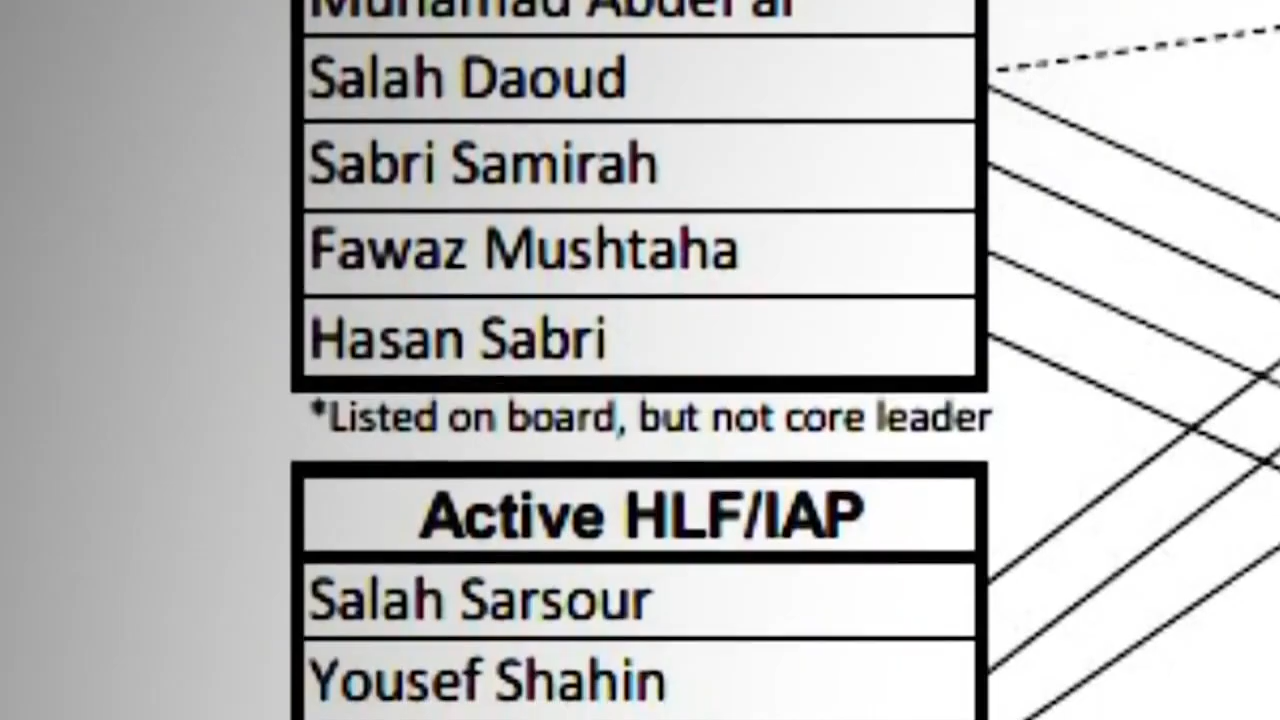 Salah Daoud
Sabri Samirah
Fawaz Mushtaha
Hasan Sabri
*Listed on board, but not core leader
Active HLF/IAP
Salah Sarsour
Yousef Shahin